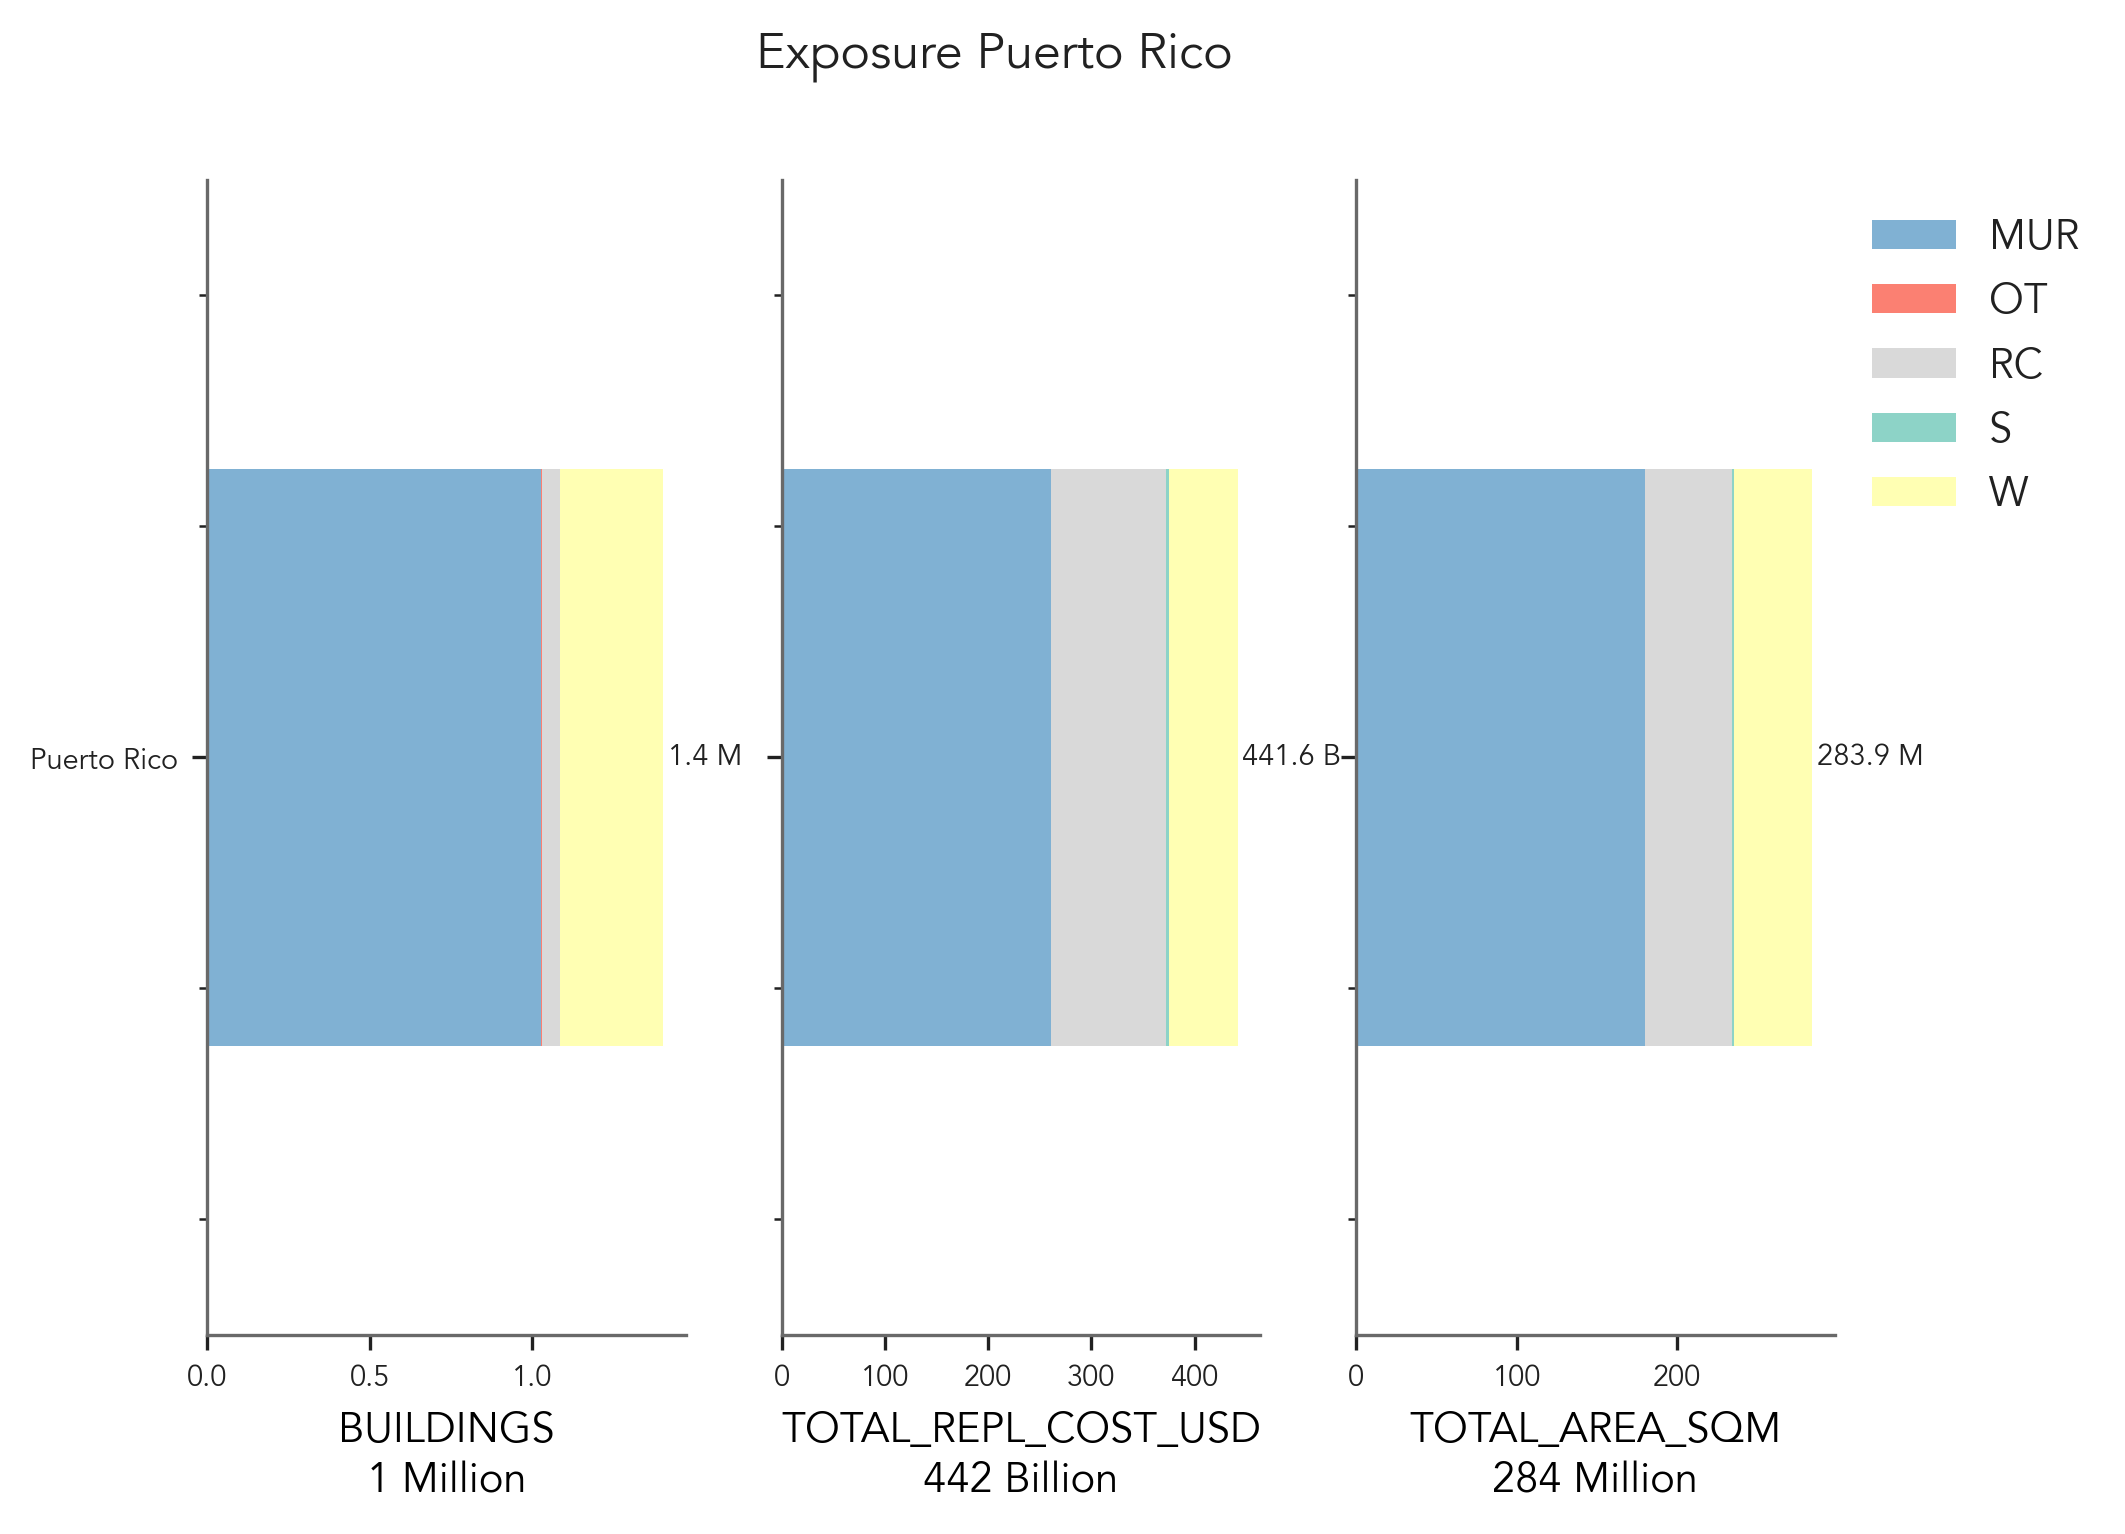 Exposure Puerto Rico
MUR
OT
RC
S
W
Puerto Rico
1.4 M
441.6 B
283.9 M
0.0 0.5 1.0
0 100 200 300 400
0 100 200
BUILDINGS
1 Million
TOTAL_REPL_COST_USD
442 Billion
TOTAL_AREA_SQM
284 Million